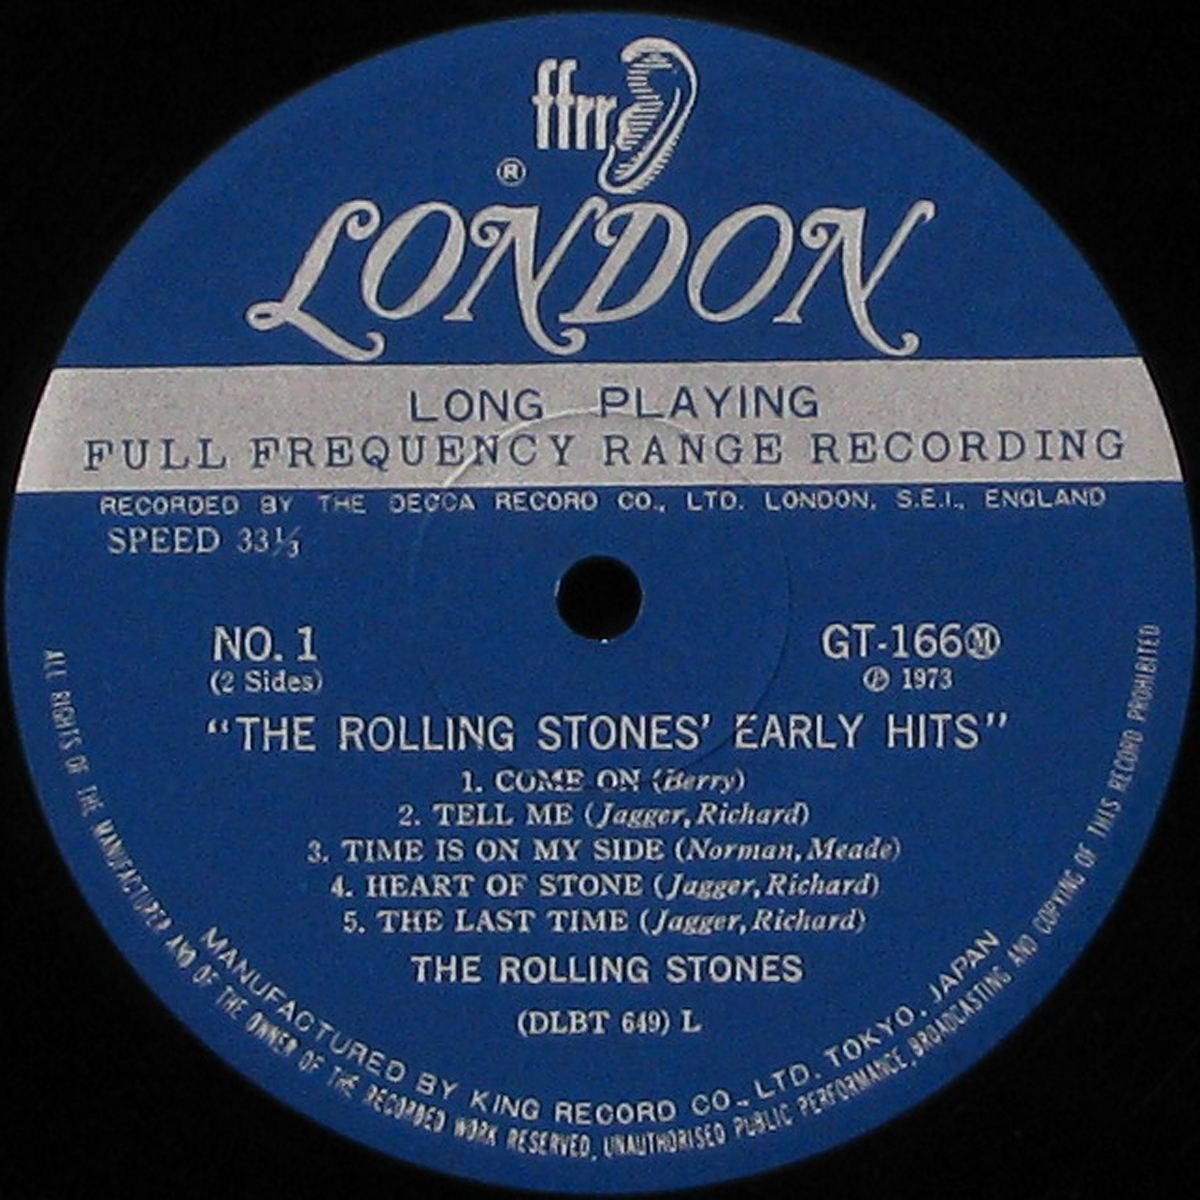 ffrr
®
LONDON
LONG PLAYING
FULL FREQUENCY RANGE RECORDING
RECORDED BY THE DECCA RECORD CO., LTD. LONDON, S.E.I., ENGLAND
SPEED 33⅓
NO. 1
(2 Sides)
GT-166Ⓜ
℗ 1973
“THE ROLLING STONES’ EARLY HITS”
1. COME ON (Berry)
2. TELL ME (Jagger, Richard)
3. TIME IS ON MY SIDE (Norman, Meade)
4. HEART OF STONE (Jagger, Richard)
5. THE LAST TIME (Jagger, Richard)
THE ROLLING STONES
(DLBT 649) L
MANUFACTURED BY KING RECORD CO., LTD. TOKYO, JAPAN
ALL RIGHTS OF THE MANUFACTURER AND OF THE OWNER OF THE RECORDED WORK RESERVED, UNAUTHORISED PUBLIC PERFORMANCE, BROADCASTING AND COPYING OF THIS RECORD PROHIBITED